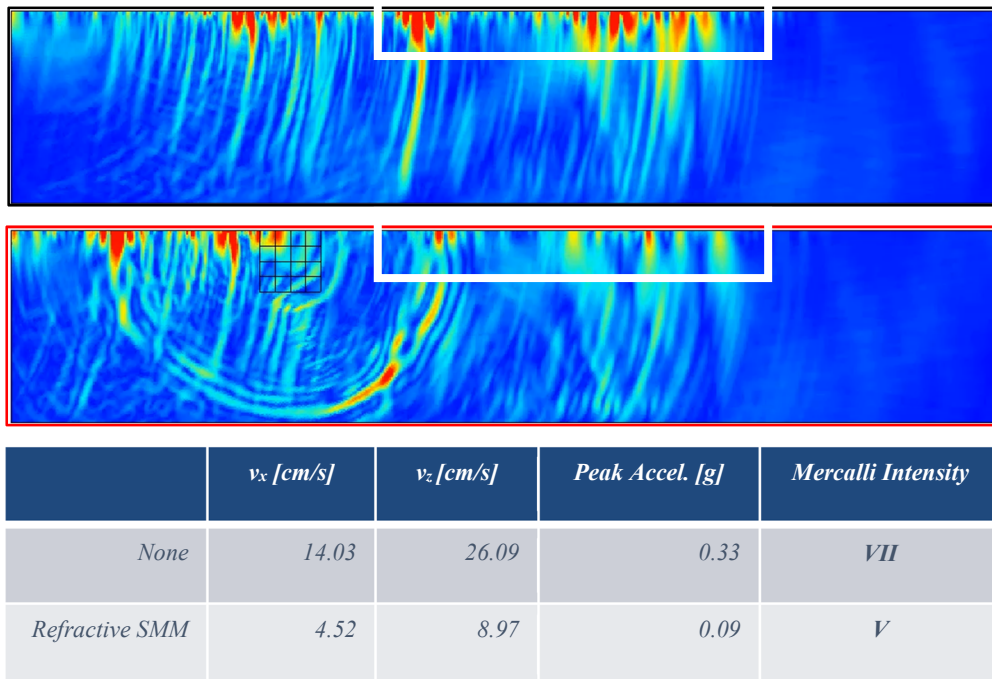 vx [cm/s] vz [cm/s] Peak Accel. [g] Mercalli Intensity
None 14.03 26.09 0.33 VII
Refractive SMM 4.52 8.97 0.09 V